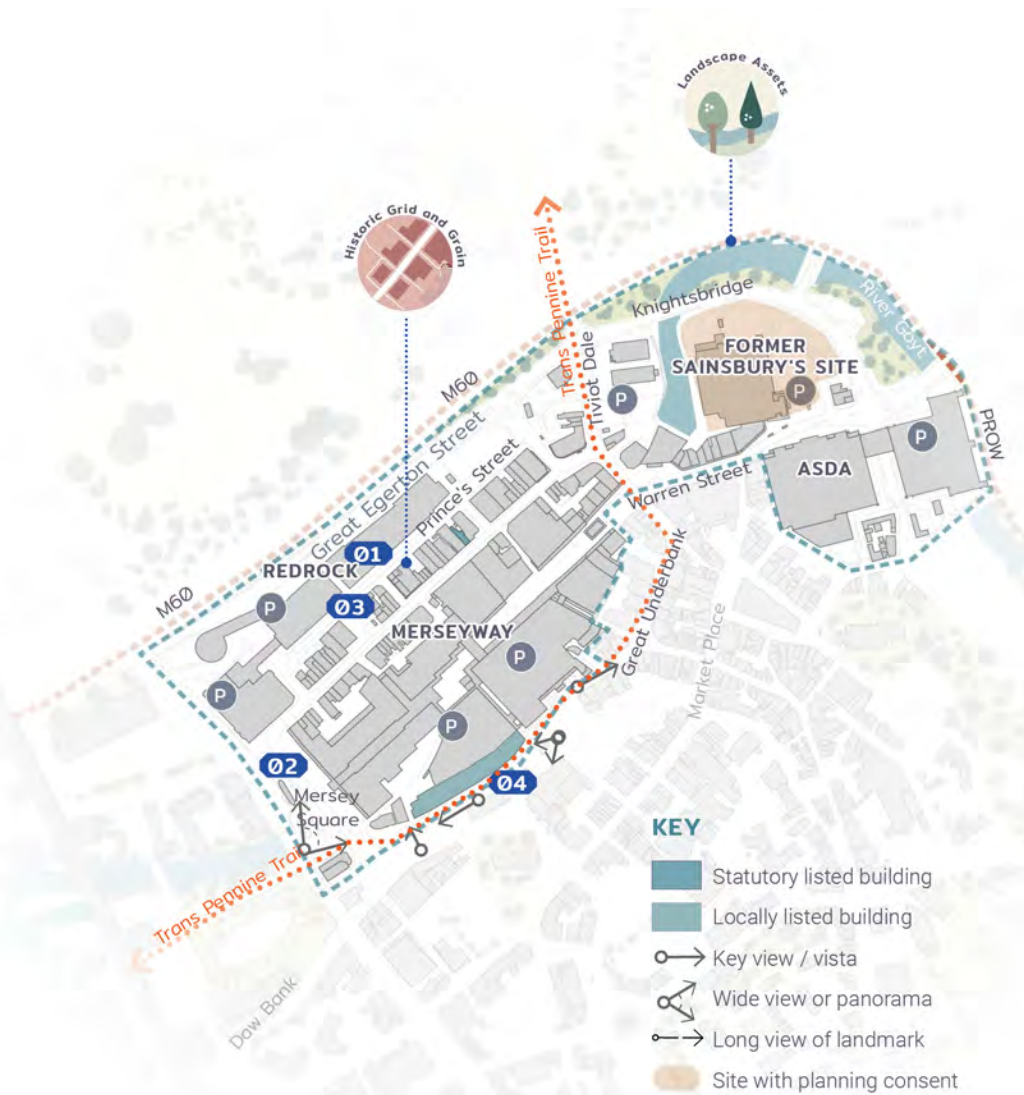 Landscape Assets
Historic Grid and Grain
Trans Pennine Trail
Knightsbridge
River Goyt
FORMER
SAINSBURY'S SITE
Tiviot Dale
P
P
M60
P
PROW
Great Egerton Street
Prince's Street
ASDA
Warren Street
01
REDROCK
M60
P
03
MERSEYWAY
Great Underbank
P
Market Place
P
P
02
04
Mersey
Square
Trans Pennine Trail
Daw Bank
KEY
Statutory listed building
Locally listed building
Key view / vista
Wide view or panorama
Long view of landmark
Site with planning consent